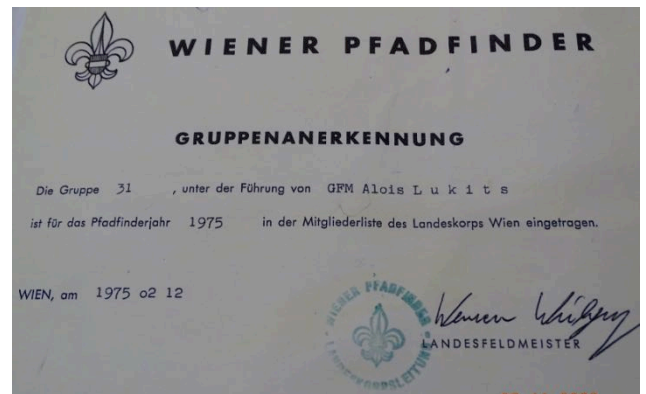 WIENER PFADFINDER
GRUPPENANERKENNUNG
Die Gruppe 31 , unter der Führung von GFM Alois L u k i t s
ist für das Pfadfinderjahr 1975 in der Mitgliederliste des Landeskorps Wien eingetragen.
WIEN, am 1975 o2 12
WIENER PFADFINDER
LANDESKORPSLEITUNG
LANDESFELDMEISTER